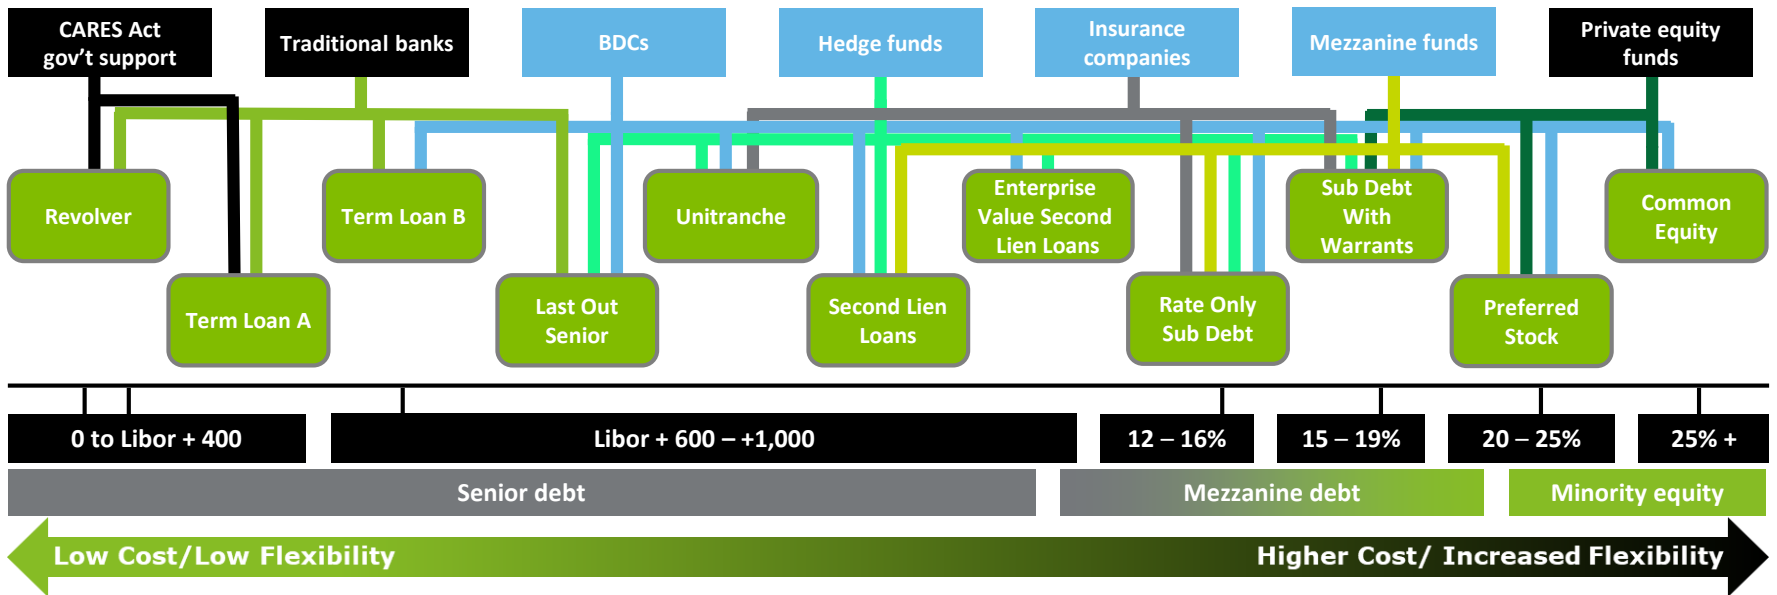 CARES Act
gov't support
Traditional banks
BDCs
Hedge funds
Insurance
companies
Mezzanine funds
Private equity
funds
Revolver
Term Loan B
Unitranche
Enterprise
Value Second
Lien Loans
Sub Debt
With
Warrants
Common
Equity
Term Loan A
Last Out
Senior
Second Lien
Loans
Rate Only
Sub Debt
Preferred
Stock
0 to Libor + 400
Libor + 600 – +1,000
12 – 16%
15 – 19%
20 – 25%
25% +
Senior debt
Mezzanine debt
Minority equity
Low Cost/Low Flexibility
Higher Cost/ Increased Flexibility